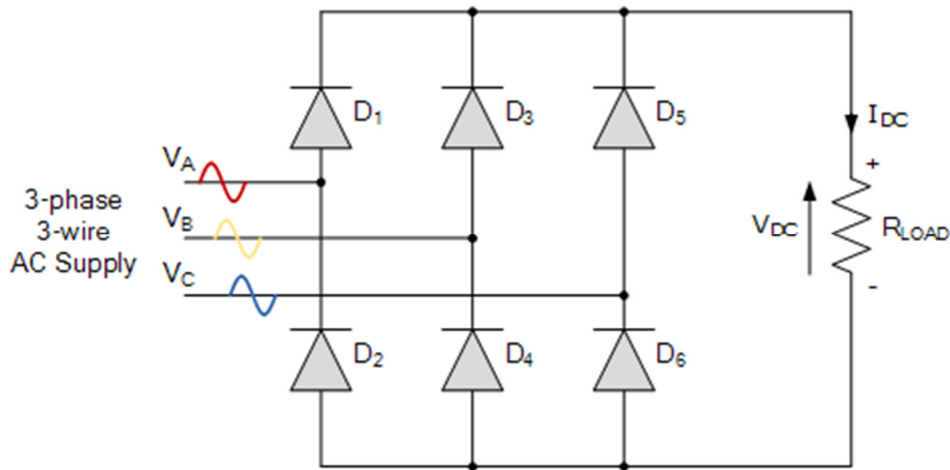 D1
D3
D5
IDC
VA
+
3-phase
3-wire
AC Supply
VB
VDC
RLOAD
VC
-
D2
D4
D6